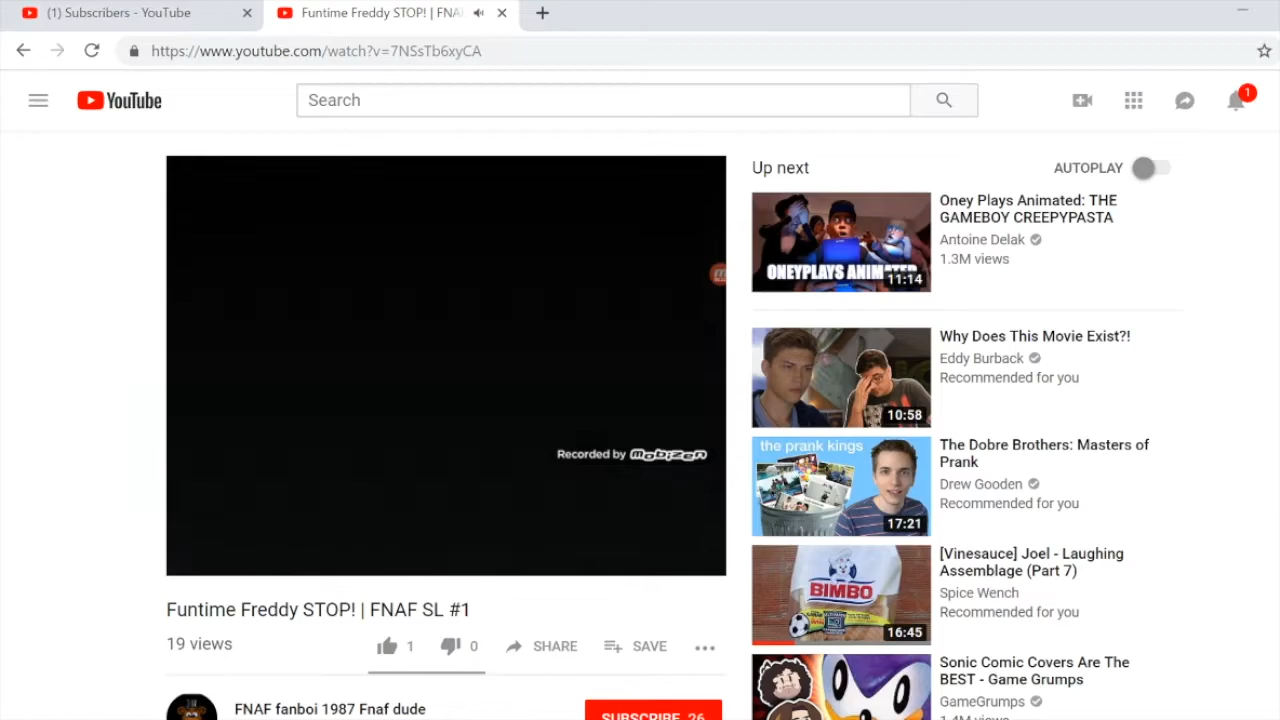 (1) Subscribers - YouTube
Funtime Freddy STOP! | FNA
https://www.youtube.com/watch?v=7NSsTb6xyCA
YouTube
Search
1
Recorded by Mobizen
Funtime Freddy STOP! | FNAF SL #1
19 views
1
0
SHARE
SAVE
FNAF fanboi 1987 Fnaf dude
SUBSCRIBE 26
Up next
AUTOPLAY
ONEYPLAYS ANIMATED
11:14
Oney Plays Animated: THE
GAMEBOY CREEPYPASTA
Antoine Delak
1.3M views
10:58
Why Does This Movie Exist?!
Eddy Burback
Recommended for you
the prank kings
17:21
The Dobre Brothers: Masters of
Prank
Drew Gooden
Recommended for you
BIMBO
16:45
[Vinesauce] Joel - Laughing
Assemblage (Part 7)
Spice Wench
Recommended for you
Sonic Comic Covers Are The
BEST - Game Grumps
GameGrumps
1.4M views